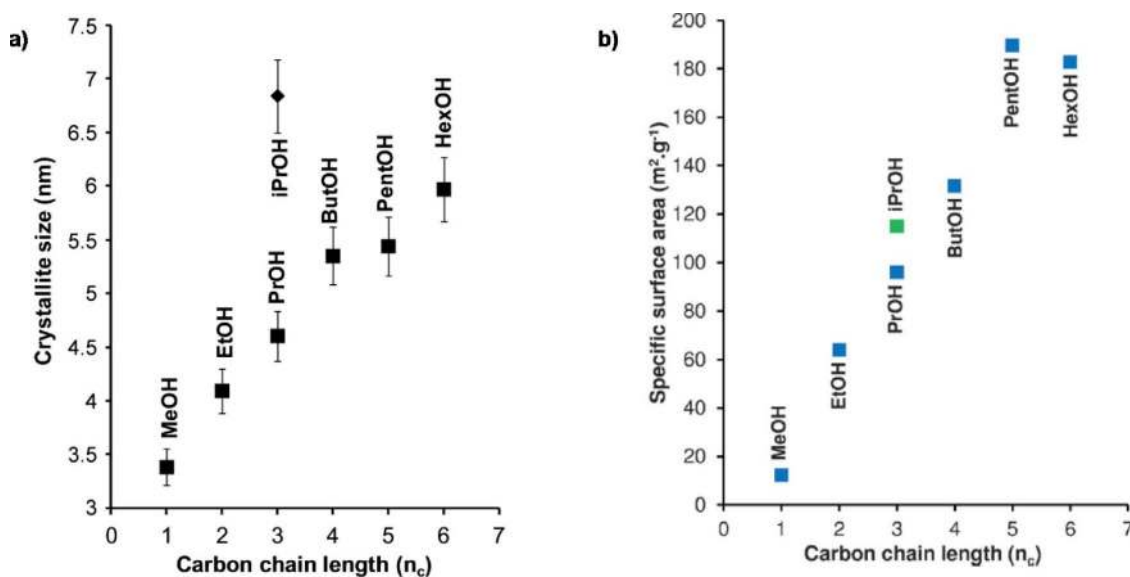 a)
Crystallite size (nm)
7.5
7
6.5
6
5.5
5
4.5
4
3.5
3
MeOH
EtOH
PrOH
iPrOH
ButOH
PentOH
HexOH
0 1 2 3 4 5 6 7
Carbon chain length (nc)
b)
Specific surface area (m².g⁻¹)
200
180
160
140
120
100
80
60
40
20
0
MeOH
EtOH
PrOH
iPrOH
ButOH
PentOH
HexOH
0 1 2 3 4 5 6 7
Carbon chain length (nc)